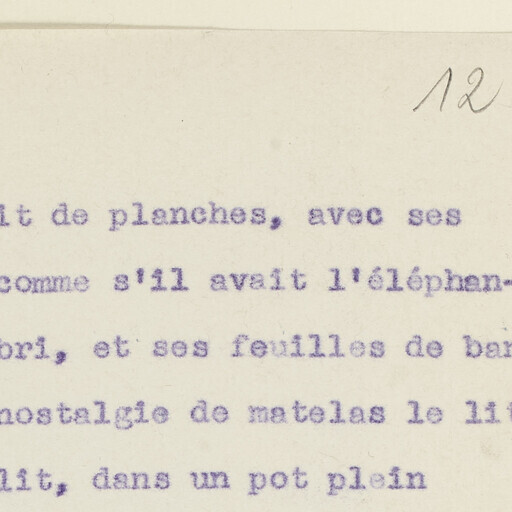 12
it de planches, avec ses
comme s'il avait l'éléphan-
bri, et ses feuilles de ban
nostalgie de matelas le lit
lit, dans un pot plein